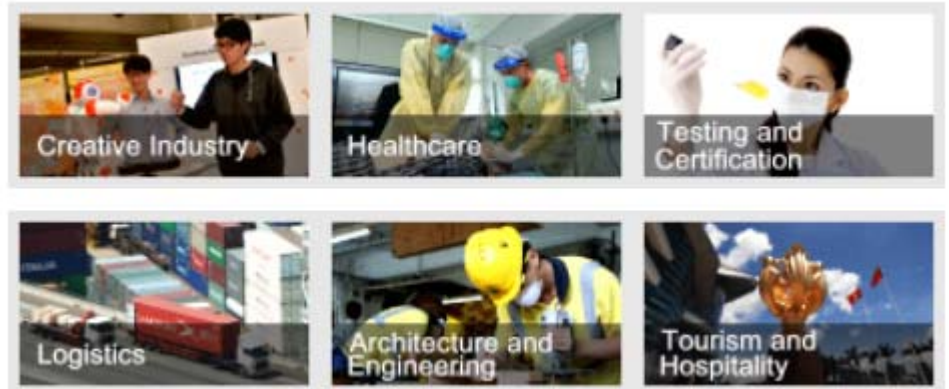 Creative Industry
Healthcare
Testing and
Certification
Logistics
Architecture and
Engineering
Tourism and
Hospitality